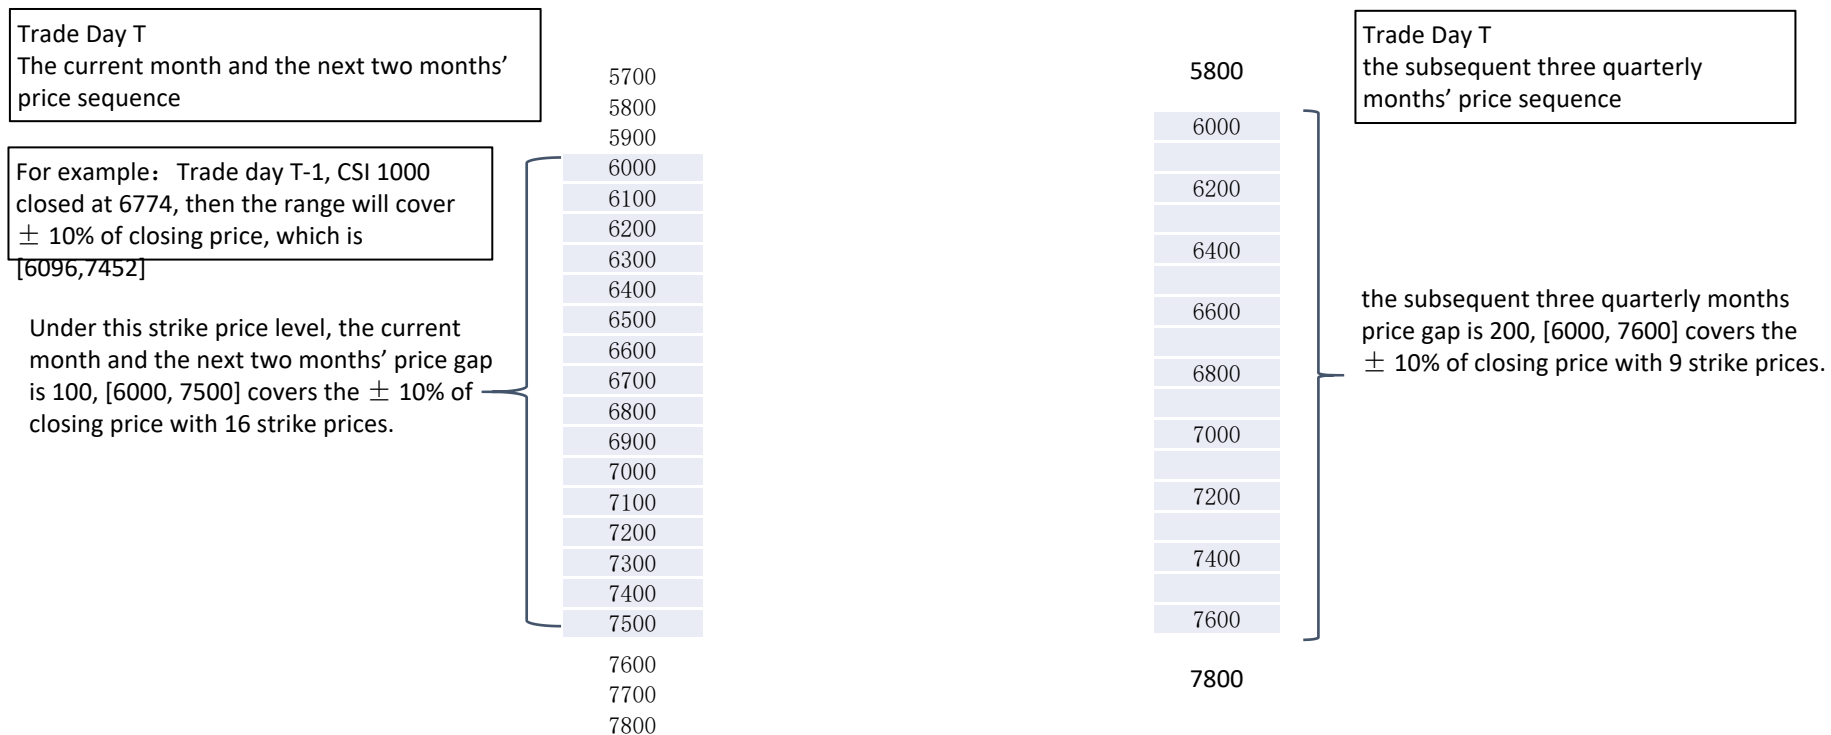 Trade Day T
The current month and the next two months’
price sequence
For example：  Trade day T-1, CSI 1000
closed at 6774, then the range will cover
± 10% of closing price, which is
[6096,7452]
Under this strike price level, the current
month and the next two months’ price gap
is 100, [6000, 7500] covers the ± 10% of
closing price with 16 strike prices.
5700
5800
5900
6000
6100
6200
6300
6400
6500
6600
6700
6800
6900
7000
7100
7200
7300
7400
7500
7600
7700
7800
5800
6000
6200
6400
6600
6800
7000
7200
7400
7600
7800
Trade Day T
the subsequent three quarterly
months’ price sequence
the subsequent three quarterly months
price gap is 200, [6000, 7600] covers the
± 10% of closing price with 9 strike prices.